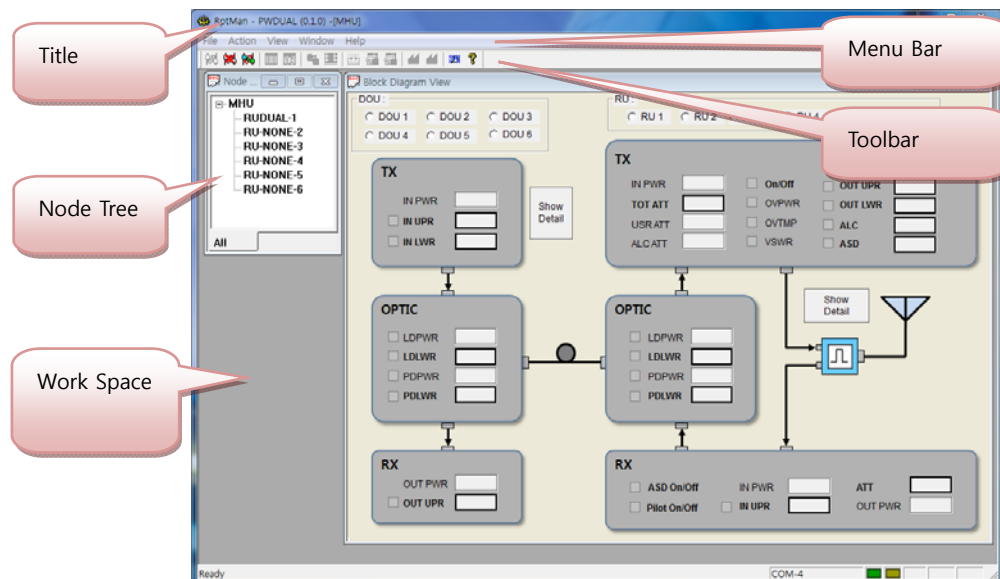 RptMan - PWDUAL (0.1.0) -[MHU]
File Action View Window Help
Title
Menu Bar
Toolbar
Node Tree
Work Space
Node ...
MHU
RUDUAL-1
RU-NONE-2
RU-NONE-3
RU-NONE-4
RU-NONE-5
RU-NONE-6
All
Block Diagram View
DOU :
DOU 1 DOU 2 DOU 3
DOU 4 DOU 5 DOU 6
RU :
RU 1 RU 2
TX
IN PWR
IN UPR
IN LWR
Show
Detail
TX
IN PWR On/Off OUT UPR
TOT ATT OVPWR OUT LWR
USR ATT OVTMP ALC
ALC ATT VSWR ASD
OPTIC
LDPWR
LDLWR
PDPWR
PDLWR
OPTIC
LDPWR
LDLWR
PDPWR
PDLWR
Show
Detail
RX
OUT PWR
OUT UPR
RX
ASD On/Off IN PWR ATT
Pilot On/Off IN UPR OUT PWR
Ready
COM-4